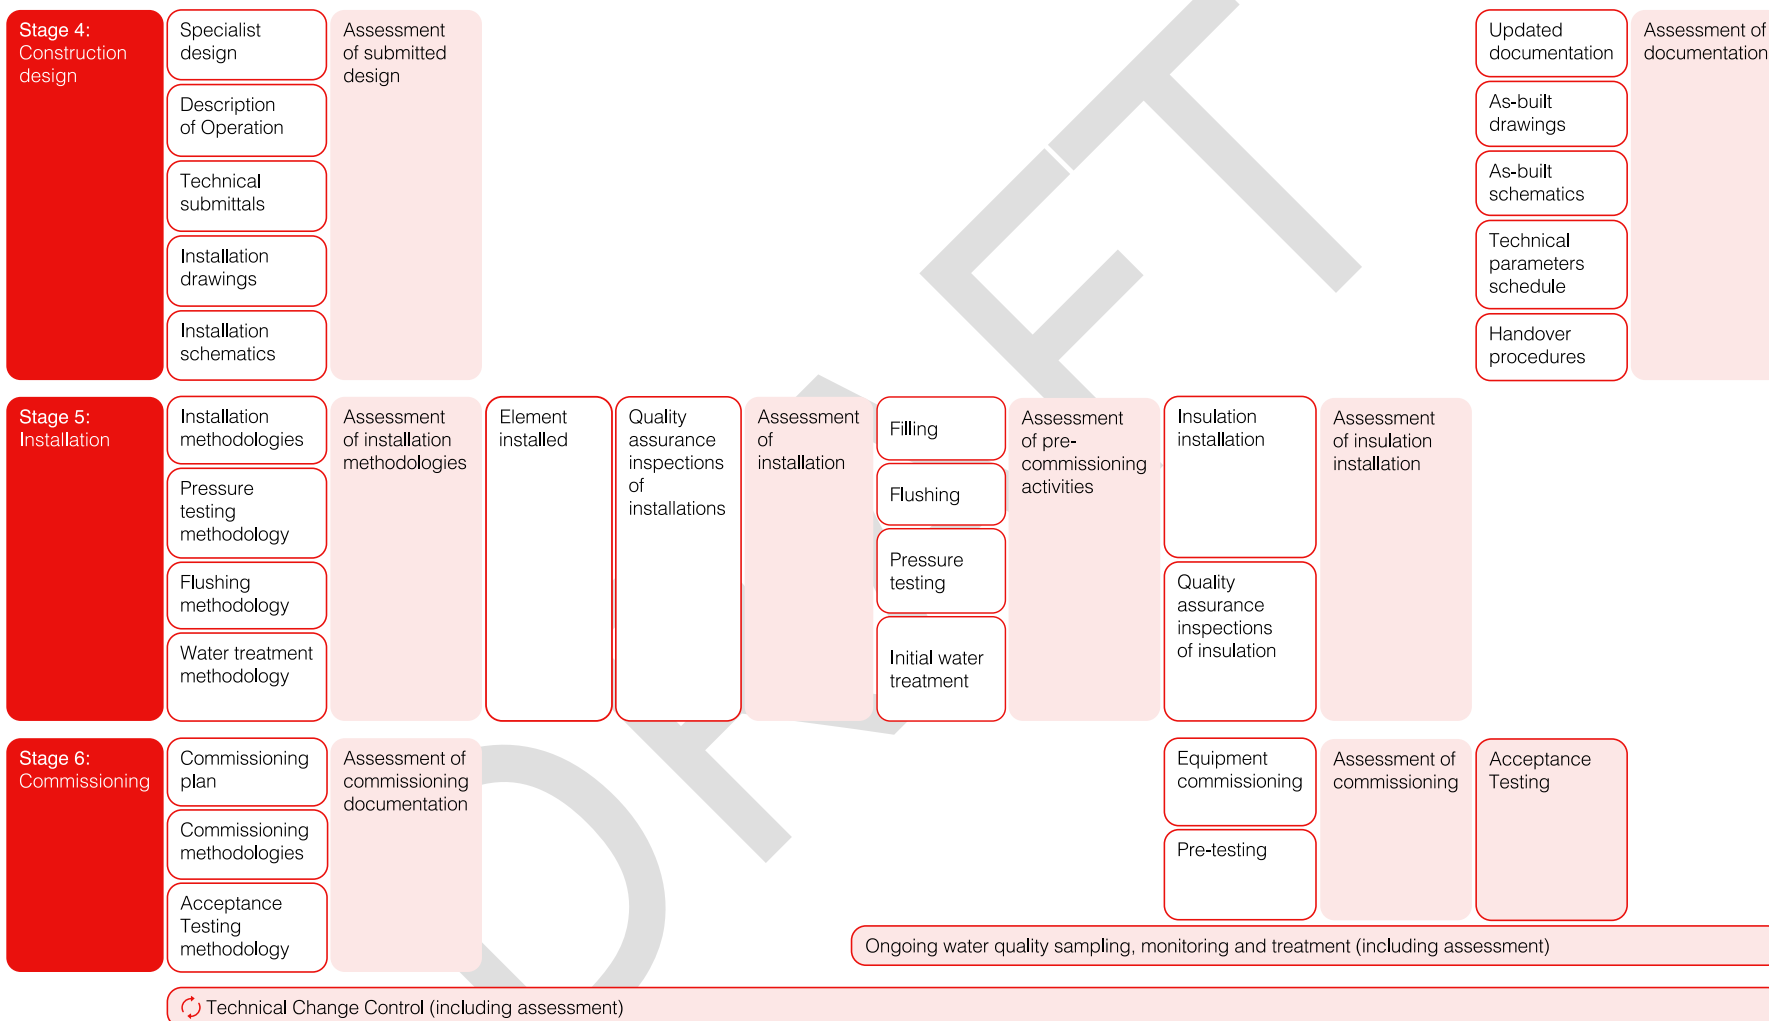 Stage 4:
Construction
design
Specialist
design
Description
of Operation
Technical
submittals
Installation
drawings
Installation
schematics
Assessment
of submitted
design
Updated
documentation
As-built
drawings
As-built
schematics
Technical
parameters
schedule
Handover
procedures
Assessment of
documentation
Stage 5:
Installation
Installation
methodologies
Pressure
testing
methodology
Flushing
methodology
Water treatment
methodology
Assessment
of installation
methodologies
Element
installed
Quality
assurance
inspections
of
installations
Assessment
of
installation
Filling
Flushing
Pressure
testing
Initial water
treatment
Assessment
of pre-
commissioning
activities
Insulation
installation
Quality
assurance
inspections
of insulation
Assessment
of insulation
installation
Stage 6:
Commissioning
Commissioning
plan
Commissioning
methodologies
Acceptance
Testing
methodology
Assessment of
commissioning
documentation
Equipment
commissioning
Pre-testing
Assessment of
commissioning
Acceptance
Testing
Ongoing water quality sampling, monitoring and treatment (including assessment)
Technical Change Control (including assessment)
DRAFT